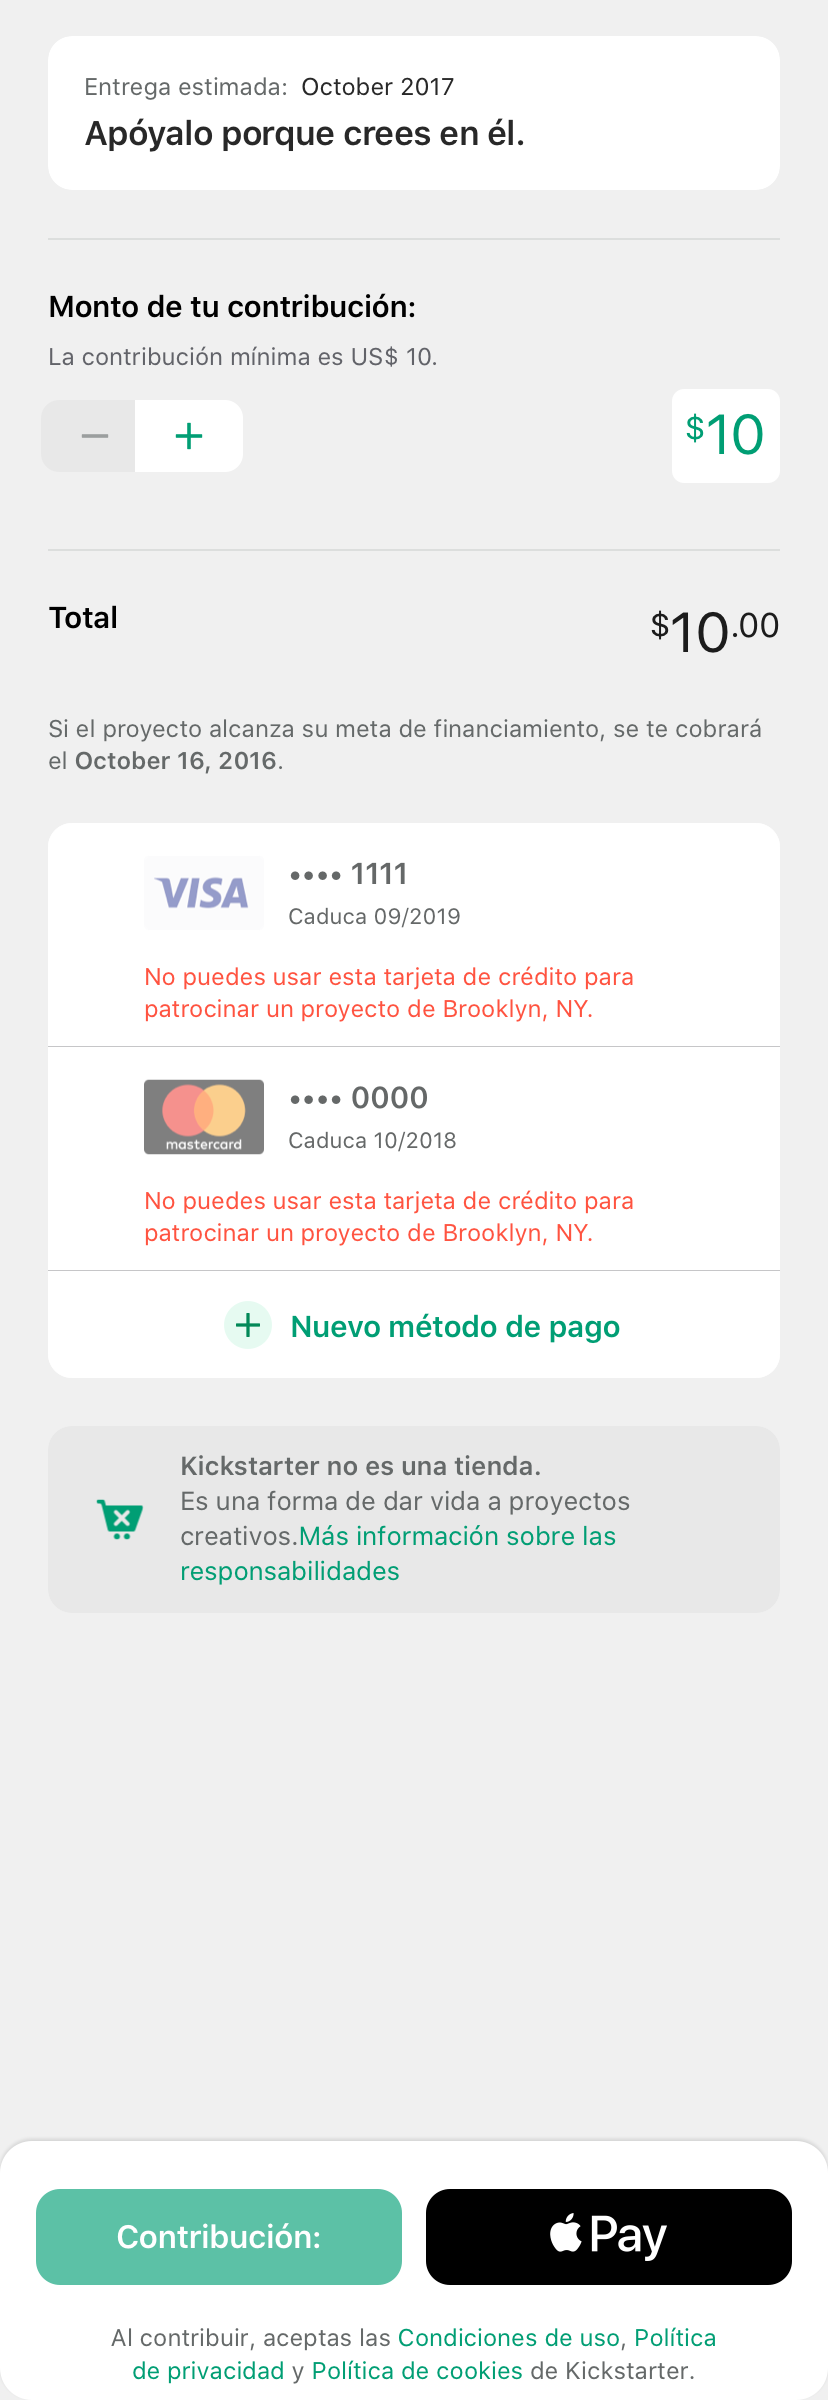 Entrega estimada: October 2017
Apóyalo porque crees en él.
Monto de tu contribución:
La contribución mínima es US$ 10.
$10
Total
$10.00
Si el proyecto alcanza su meta de financiamiento, se te cobrará
el October 16, 2016.
VISA
•••• 1111
Caduca 09/2019
No puedes usar esta tarjeta de crédito para
patrocinar un proyecto de Brooklyn, NY.
mastercard
•••• 0000
Caduca 10/2018
No puedes usar esta tarjeta de crédito para
patrocinar un proyecto de Brooklyn, NY.
Nuevo método de pago
Kickstarter no es una tienda.
Es una forma de dar vida a proyectos
creativos.Más información sobre las
responsabilidades
Contribución:
Pay
Al contribuir, aceptas las Condiciones de uso, Política
de privacidad y Política de cookies de Kickstarter.